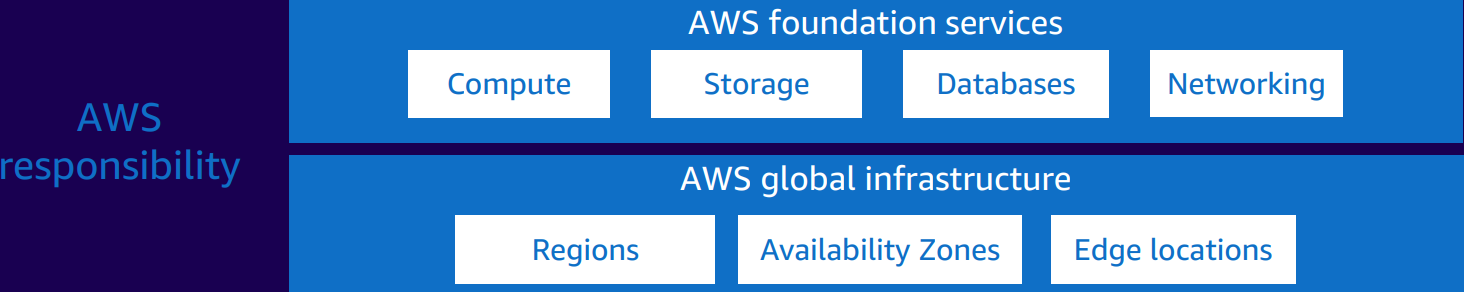 AWS foundation services
Compute Storage Databases Networking
AWS
responsibility
AWS global infrastructure
Regions Availability Zones Edge locations